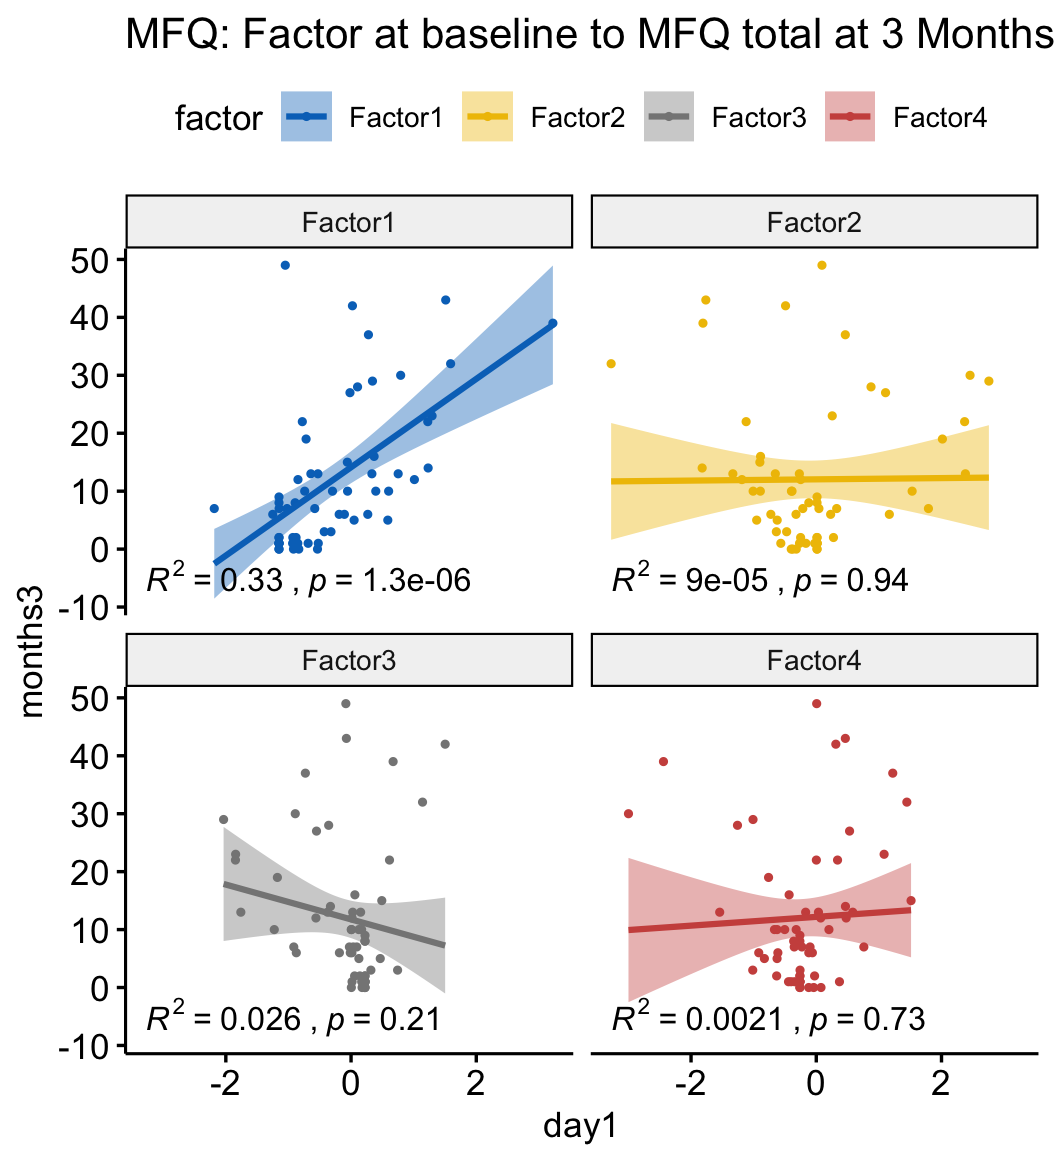 MFQ: Factor at baseline to MFQ total at 3 Months
factor Factor1 Factor2 Factor3 Factor4
Factor1 Factor2
50
40
30
20
10
0
-10
R² = 0.33 , p = 1.3e-06
R² = 9e-05 , p = 0.94
months3
Factor3 Factor4
50
40
30
20
10
0
-10
R² = 0.026 , p = 0.21
R² = 0.0021 , p = 0.73
-2 0 2 -2 0 2
day1